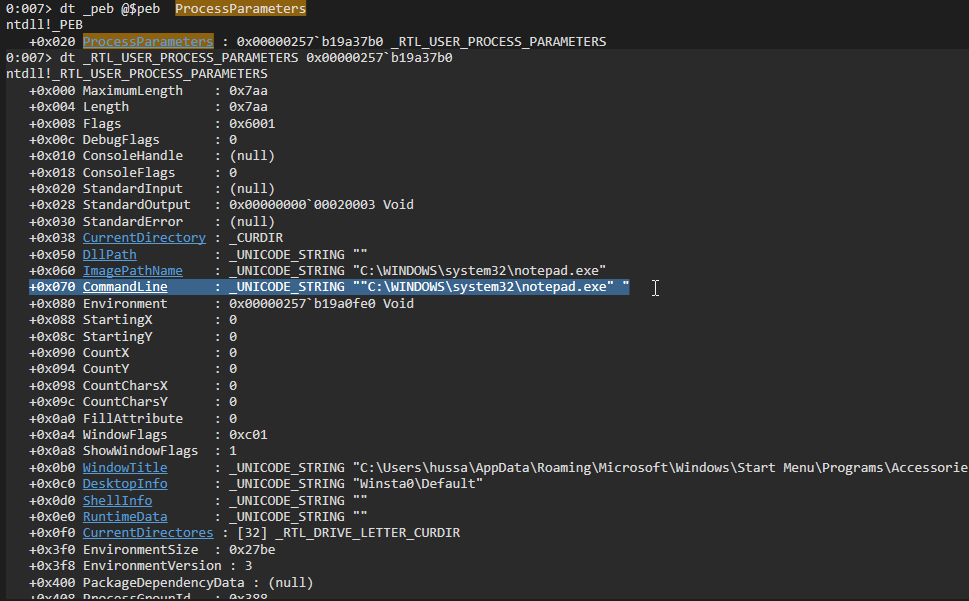 0:007> dt _peb @$peb  ProcessParameters
ntdll!_PEB
   +0x020 ProcessParameters : 0x00000257`b19a37b0 _RTL_USER_PROCESS_PARAMETERS
0:007> dt _RTL_USER_PROCESS_PARAMETERS 0x00000257`b19a37b0
ntdll!_RTL_USER_PROCESS_PARAMETERS
   +0x000 MaximumLength    : 0x7aa
   +0x004 Length           : 0x7aa
   +0x008 Flags            : 0x6001
   +0x00c DebugFlags       : 0
   +0x010 ConsoleHandle    : (null)
   +0x018 ConsoleFlags     : 0
   +0x020 StandardInput    : (null)
   +0x028 StandardOutput   : 0x00000000`00020003 Void
   +0x030 StandardError    : (null)
   +0x038 CurrentDirectory : _CURDIR
   +0x050 DllPath          : _UNICODE_STRING ""
   +0x060 ImagePathName    : _UNICODE_STRING "C:\WINDOWS\system32\notepad.exe"
   +0x070 CommandLine      : _UNICODE_STRING ""C:\WINDOWS\system32\notepad.exe" "
   +0x080 Environment      : 0x00000257`b19a0fe0 Void
   +0x088 StartingX        : 0
   +0x08c StartingY        : 0
   +0x090 CountX           : 0
   +0x094 CountY           : 0
   +0x098 CountCharsX      : 0
   +0x09c CountCharsY      : 0
   +0x0a0 FillAttribute    : 0
   +0x0a4 WindowFlags      : 0xc01
   +0x0a8 ShowWindowFlags  : 1
   +0x0b0 WindowTitle      : _UNICODE_STRING "C:\Users\hussa\AppData\Roaming\Microsoft\Windows\Start Menu\Programs\Accessorie
   +0x0c0 DesktopInfo      : _UNICODE_STRING "Winsta0\Default"
   +0x0d0 ShellInfo        : _UNICODE_STRING ""
   +0x0e0 RuntimeData      : _UNICODE_STRING ""
   +0x0f0 CurrentDirectores : [32] _RTL_DRIVE_LETTER_CURDIR
   +0x3f0 EnvironmentSize  : 0x27be
   +0x3f8 EnvironmentVersion : 3
   +0x400 PackageDependencyData : (null)
   +0x408 ProcessGroupId   : 0x388